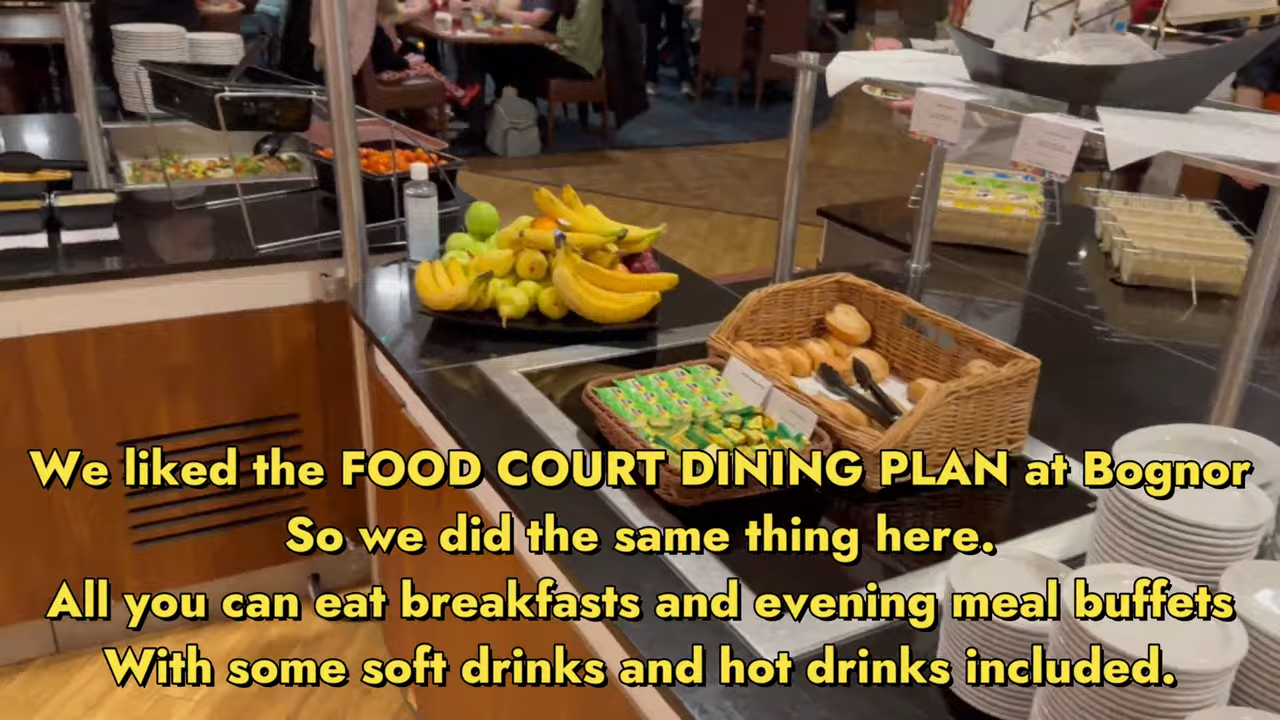 We liked the FOOD COURT DINING PLAN at Bognor
So we did the same thing here.
All you can eat breakfasts and evening meal buffets
With some soft drinks and hot drinks included.